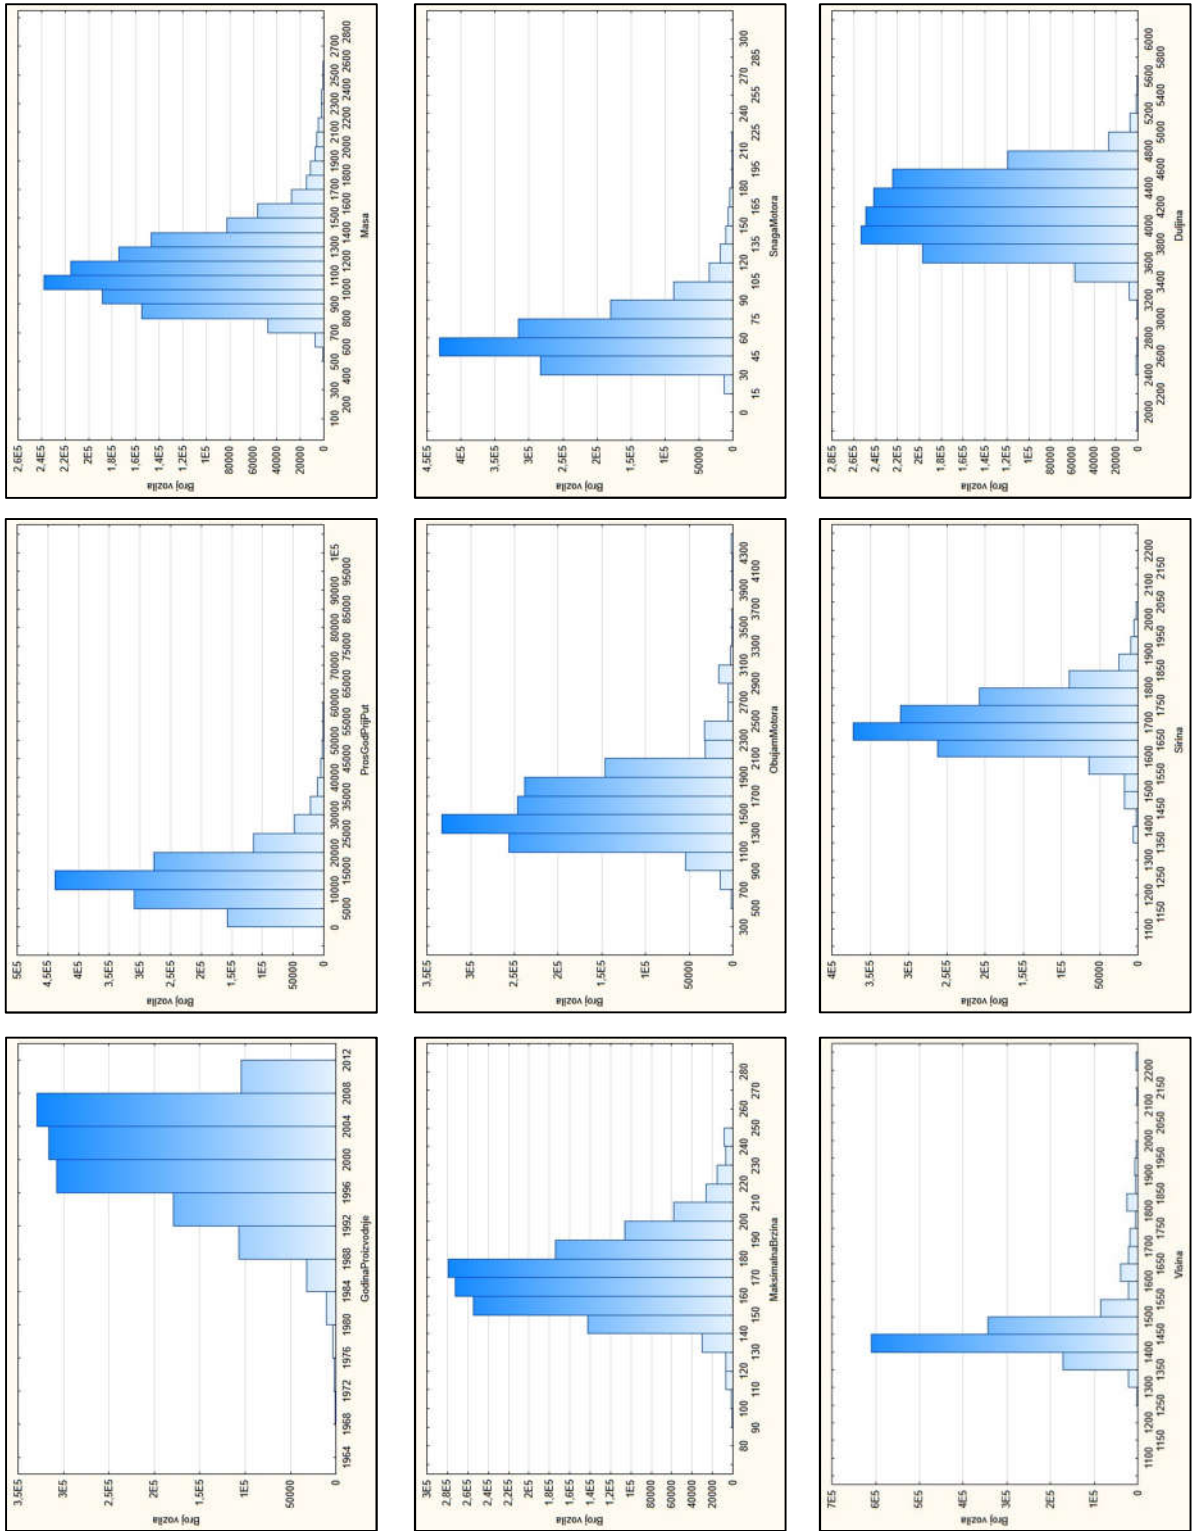 2,6E5
2,4E5
2,2E5
2E5
1,8E5
1,6E5
1,4E5
1,2E5
1E5
80000
60000
40000
20000
0
Broj vozila
100 200 300 400 500 600 700 800 900 1000 1100 1200 1300 1400 1500 1600 1700 1800 1900 2000 2100 2200 2300 2400 2500 2600 2700 2800
Masa
4,5E5
4E5
3,5E5
3E5
2,5E5
2E5
1,5E5
1E5
50000
0
Broj vozila
0 15 30 45 60 75 90 105 120 135 150 165 180 195 210 225 240 255 270 285 300
SnagaMotora
2,8E5
2,6E5
2,4E5
2,2E5
2E5
1,8E5
1,6E5
1,4E5
1,2E5
1E5
80000
60000
40000
20000
0
Broj vozila
2000 2200 2400 2600 2800 3000 3200 3400 3600 3800 4000 4200 4400 4600 4800 5000 5200 5400 5600 5800 6000
Duljina
5E5
4,5E5
4E5
3,5E5
3E5
2,5E5
2E5
1,5E5
1E5
50000
0
Broj vozila
0 5000 10000 15000 20000 25000 30000 35000 40000 45000 50000 55000 60000 65000 70000 75000 80000 85000 90000 95000 1E5
ProsGodPrijPut
3,5E5
3E5
2,5E5
2E5
1,5E5
1E5
50000
0
Broj vozila
300 500 700 900 1100 1300 1500 1700 1900 2100 2300 2500 2700 2900 3100 3300 3500 3700 3900 4100 4300
ObujamMotora
4E5
3,5E5
3E5
2,5E5
2E5
1,5E5
1E5
50000
0
Broj vozila
1100 1150 1200 1250 1300 1350 1400 1450 1500 1550 1600 1650 1700 1750 1800 1850 1900 1950 2000 2050 2100 2150 2200
Sirina
3,5E5
3E5
2,5E5
2E5
1,5E5
1E5
50000
0
Broj vozila
1964 1968 1972 1976 1980 1984 1988 1992 1996 2000 2004 2008 2012
GodinaProizvodnje
3E5
2,8E5
2,6E5
2,4E5
2,2E5
2E5
1,8E5
1,6E5
1,4E5
1,2E5
1E5
80000
60000
40000
20000
0
Broj vozila
80 90 100 110 120 130 140 150 160 170 180 190 200 210 220 230 240 250 260 270 280
MaksimalnaBrzina
7E5
6E5
5E5
4E5
3E5
2E5
1E5
0
Broj vozila
1100 1150 1200 1250 1300 1350 1400 1450 1500 1550 1600 1650 1700 1750 1800 1850 1900 1950 2000 2050 2100 2150 2200
Visina